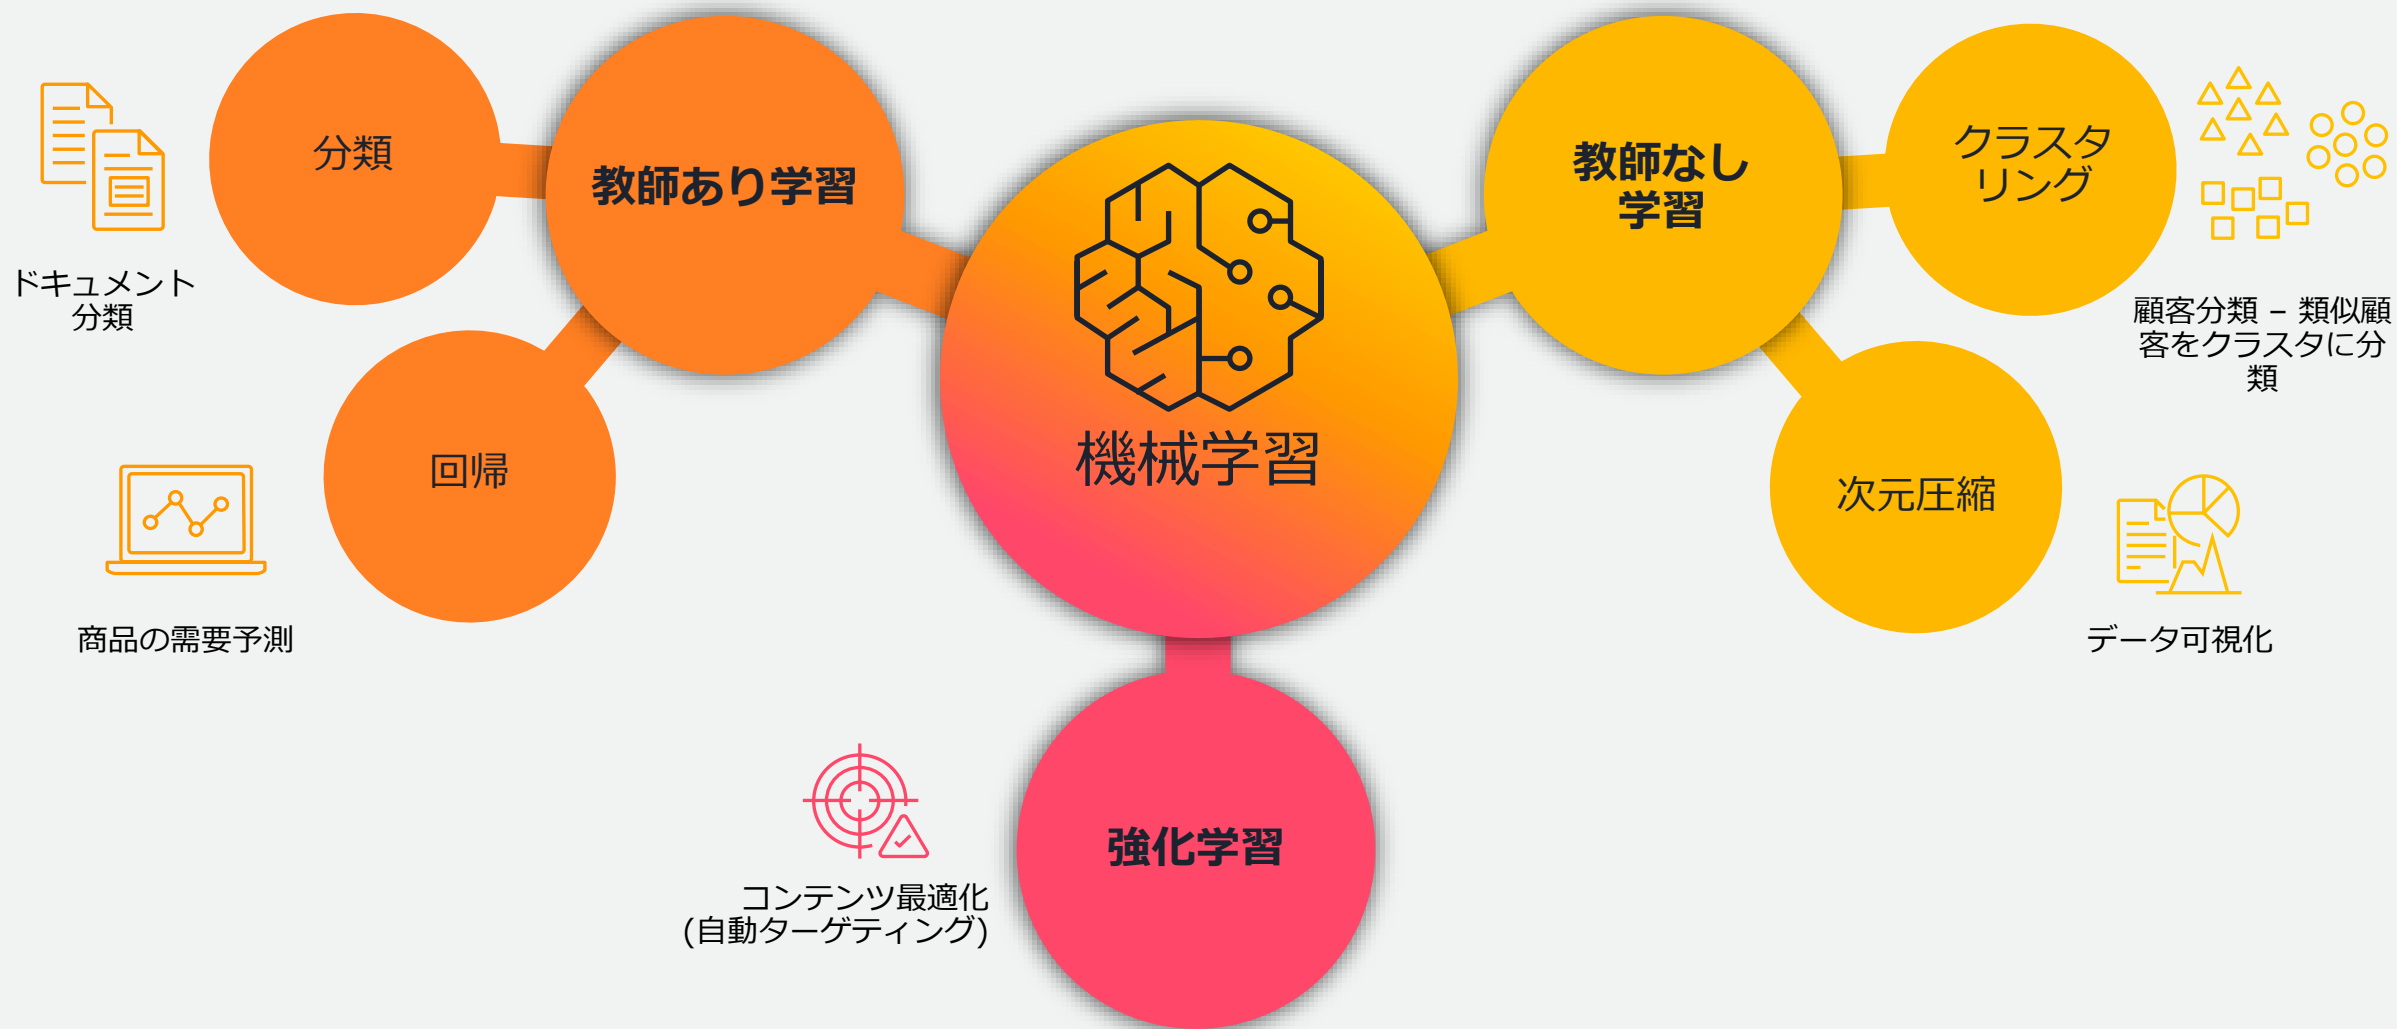 分類
教師あり学習
ドキュメント
分類
回帰
商品の需要予測
機械学習
教師なし
学習
クラスタ
リング
顧客分類 – 類似顧
客をクラスタに分
類
次元圧縮
データ可視化
強化学習
コンテンツ最適化
(自動ターゲティング)